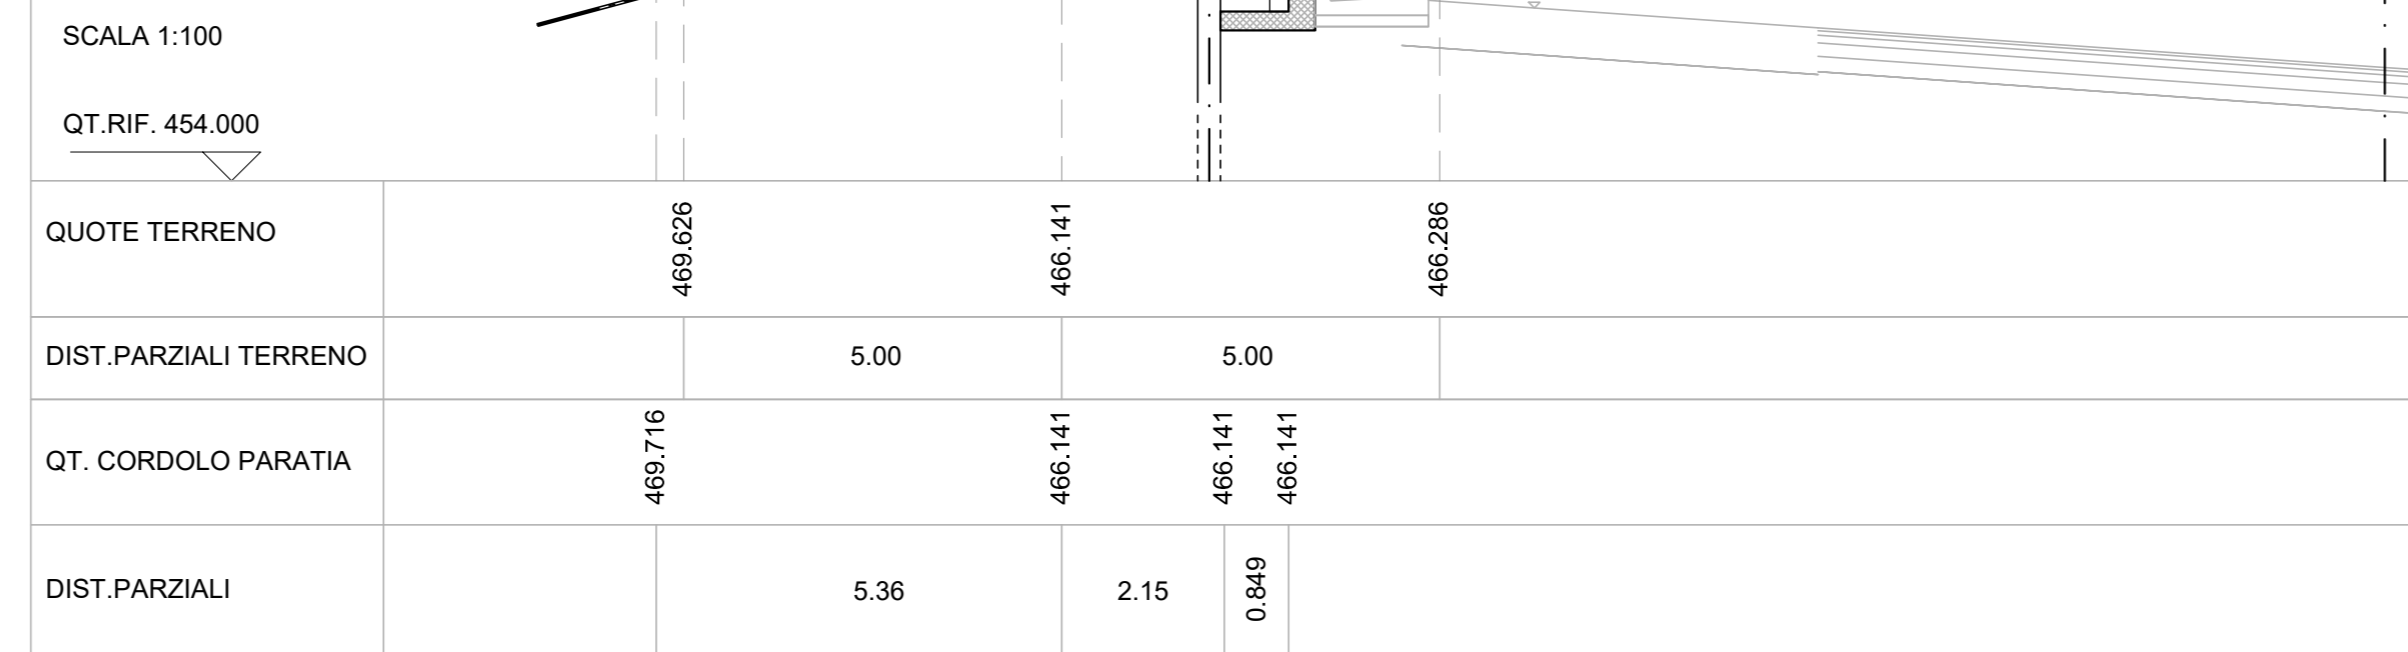 SCALA 1:100
QT.RIF. 454.000
QUOTE TERRENO
469.626
466.141
466.286
DIST.PARZIALI TERRENO
5.00
5.00
QT. CORDOLO PARATIA
469.716
466.141
466.141
466.141
DIST.PARZIALI
5.36
2.15
0.849